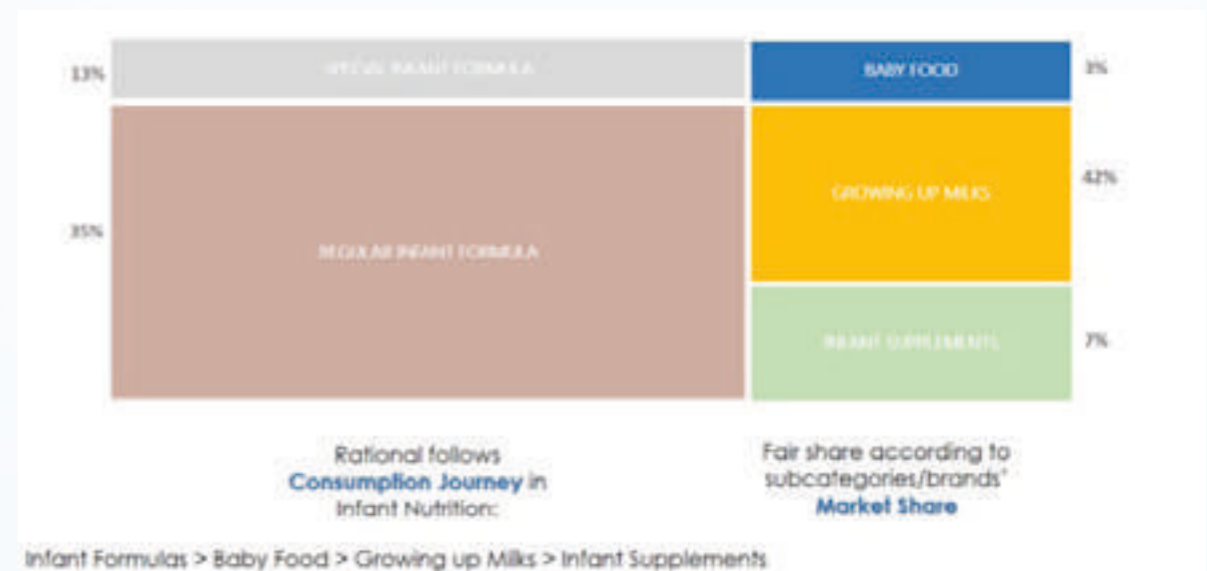 13%
SPECIAL INFANT FORMULA
BABY FOOD
3%
35%
REGULAR INFANT FORMULA
GROWING UP MILKS
42%
INFANT SUPPLEMENTS
7%
Rational follows
Consumption Journey in
Infant Nutrition:
Fair share according to
subcategories/brands'
Market Share
Infant Formulas > Baby Food > Growing up Milks > Infant Supplements